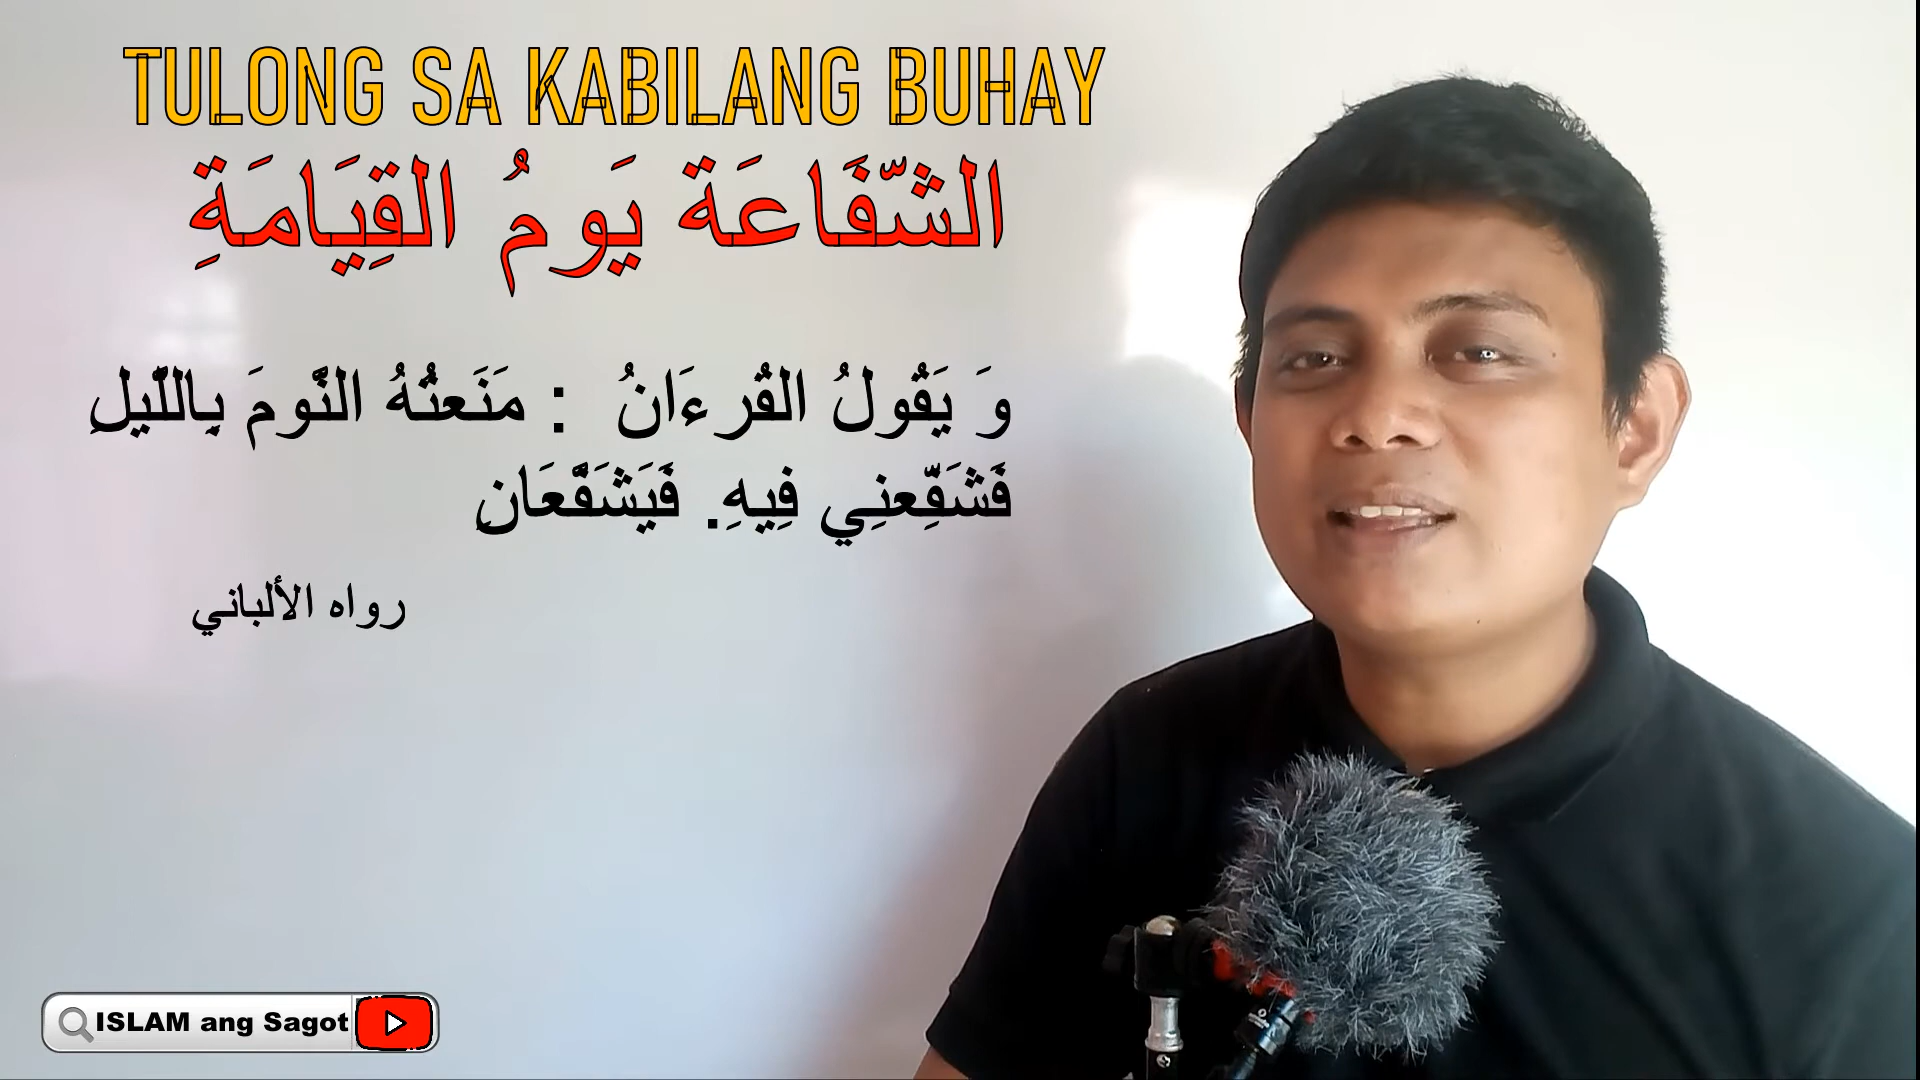 TULONG SA KABILANG BUHAY
الشّفَاعَة يَومُ القِيَامَةِ
وَ يَقُولُ القُرءَانُ : مَنَعتُهُ النَّومَ بِاللَّيلِ
فَشَفِّعنِي فِيهِ. فَيَشَفَّعَانِ
رواه الألباني
ISLAM ang Sagot